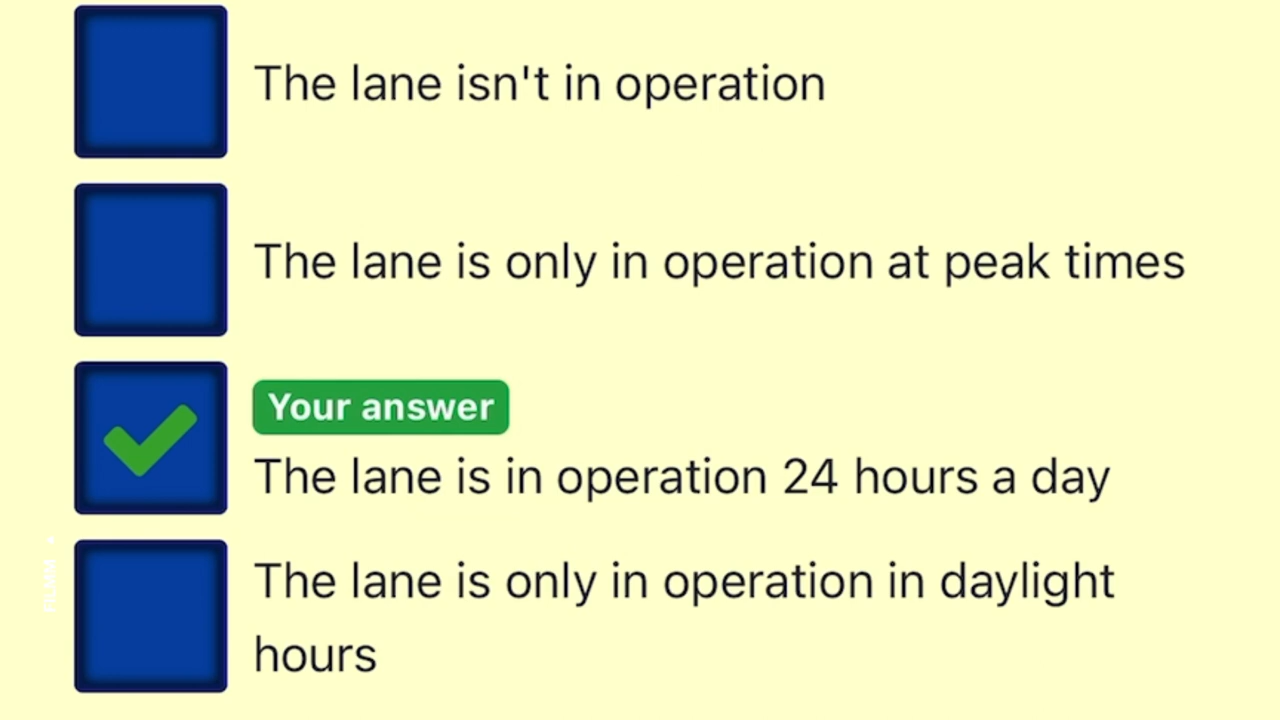 The lane isn't in operation
The lane is only in operation at peak times
Your answer
The lane is in operation 24 hours a day
The lane is only in operation in daylight
hours
FILMM